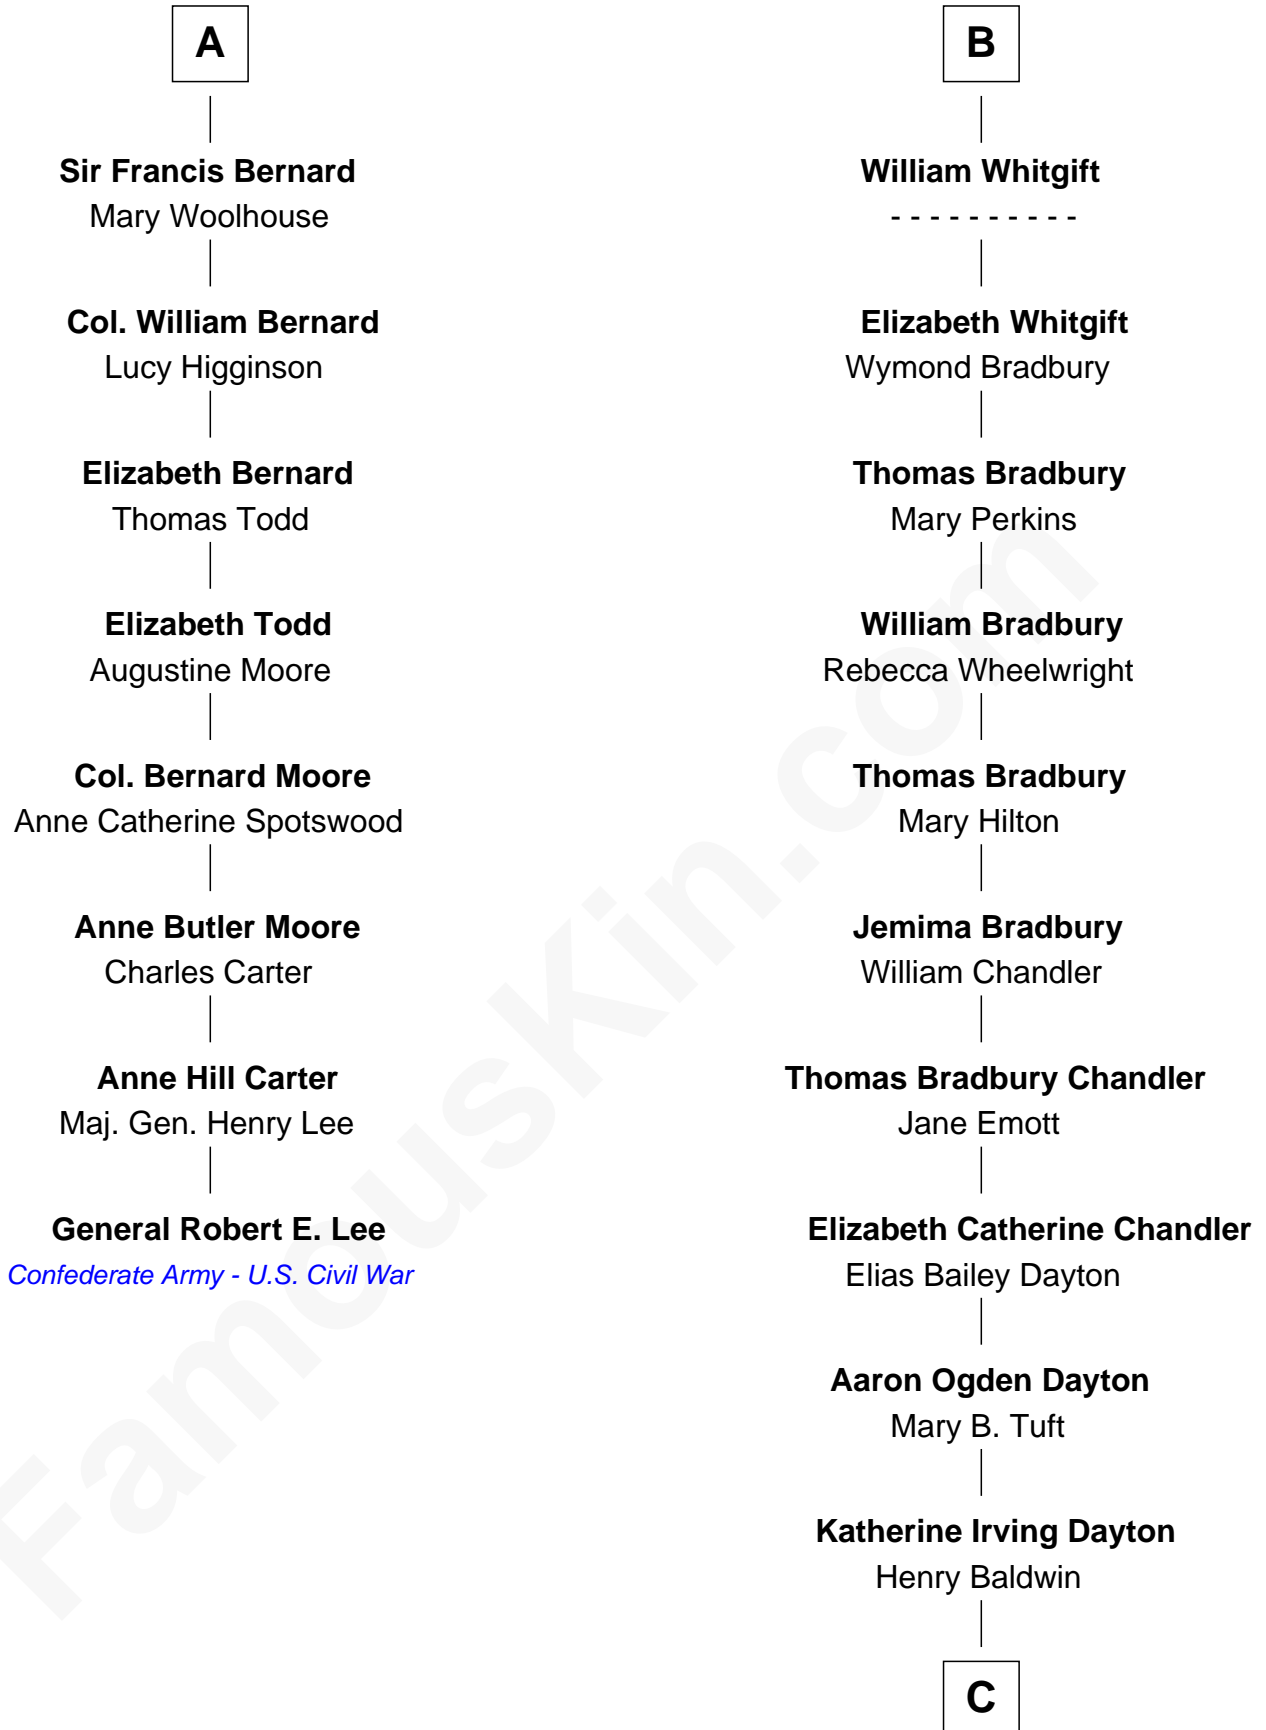 A
Sir Francis Bernard
Mary Woolhouse
Col. William Bernard
Lucy Higginson
Elizabeth Bernard
Thomas Todd
Elizabeth Todd
Augustine Moore
Col. Bernard Moore
Anne Catherine Spotswood
Anne Butler Moore
Charles Carter
Anne Hill Carter
Maj. Gen. Henry Lee
General Robert E. Lee
Confederate Army - U.S. Civil War
B
William Whitgift
- - - - - - - - - -
Elizabeth Whitgift
Wymond Bradbury
Thomas Bradbury
Mary Perkins
William Bradbury
Rebecca Wheelwright
Thomas Bradbury
Mary Hilton
Jemima Bradbury
William Chandler
Thomas Bradbury Chandler
Jane Emott
Elizabeth Catherine Chandler
Elias Bailey Dayton
Aaron Ogden Dayton
Mary B. Tuft
Katherine Irving Dayton
Henry Baldwin
C
FamousKin.com